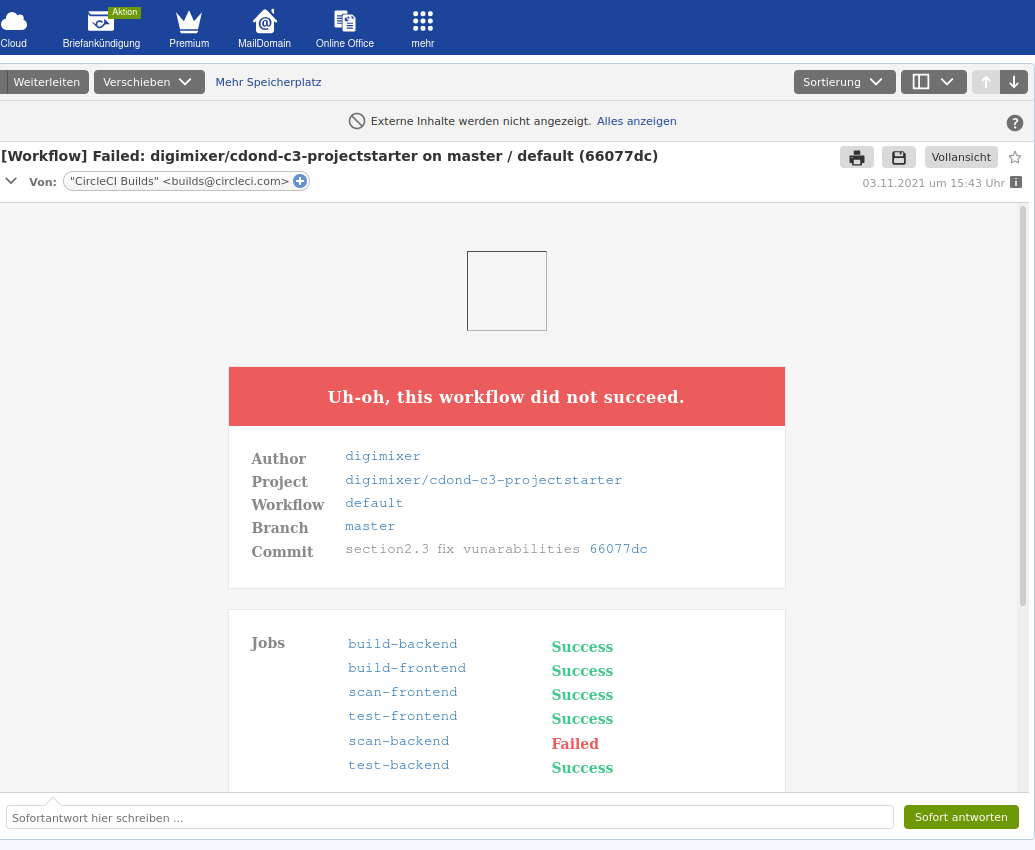 Aktion
Cloud Briefankündigung Premium MailDomain Online Office mehr
Weiterleiten Verschieben Mehr Speicherplatz Sortierung
Externe Inhalte werden nicht angezeigt. Alles anzeigen
[Workflow] Failed: digimixer/cdond-c3-projectstarter on master / default (66077dc) Vollansicht
Von: "CircleCI Builds" <builds@circleci.com> 03.11.2021 um 15:43 Uhr
Uh-oh, this workflow did not succeed.
Author digimixer
Project digimixer/cdond-c3-projectstarter
Workflow default
Branch master
Commit section2.3 fix vunarabilities 66077dc
Jobs build-backend Success
build-frontend Success
scan-frontend Success
test-frontend Success
scan-backend Failed
test-backend Success
Sofortantwort hier schreiben ... Sofort antworten